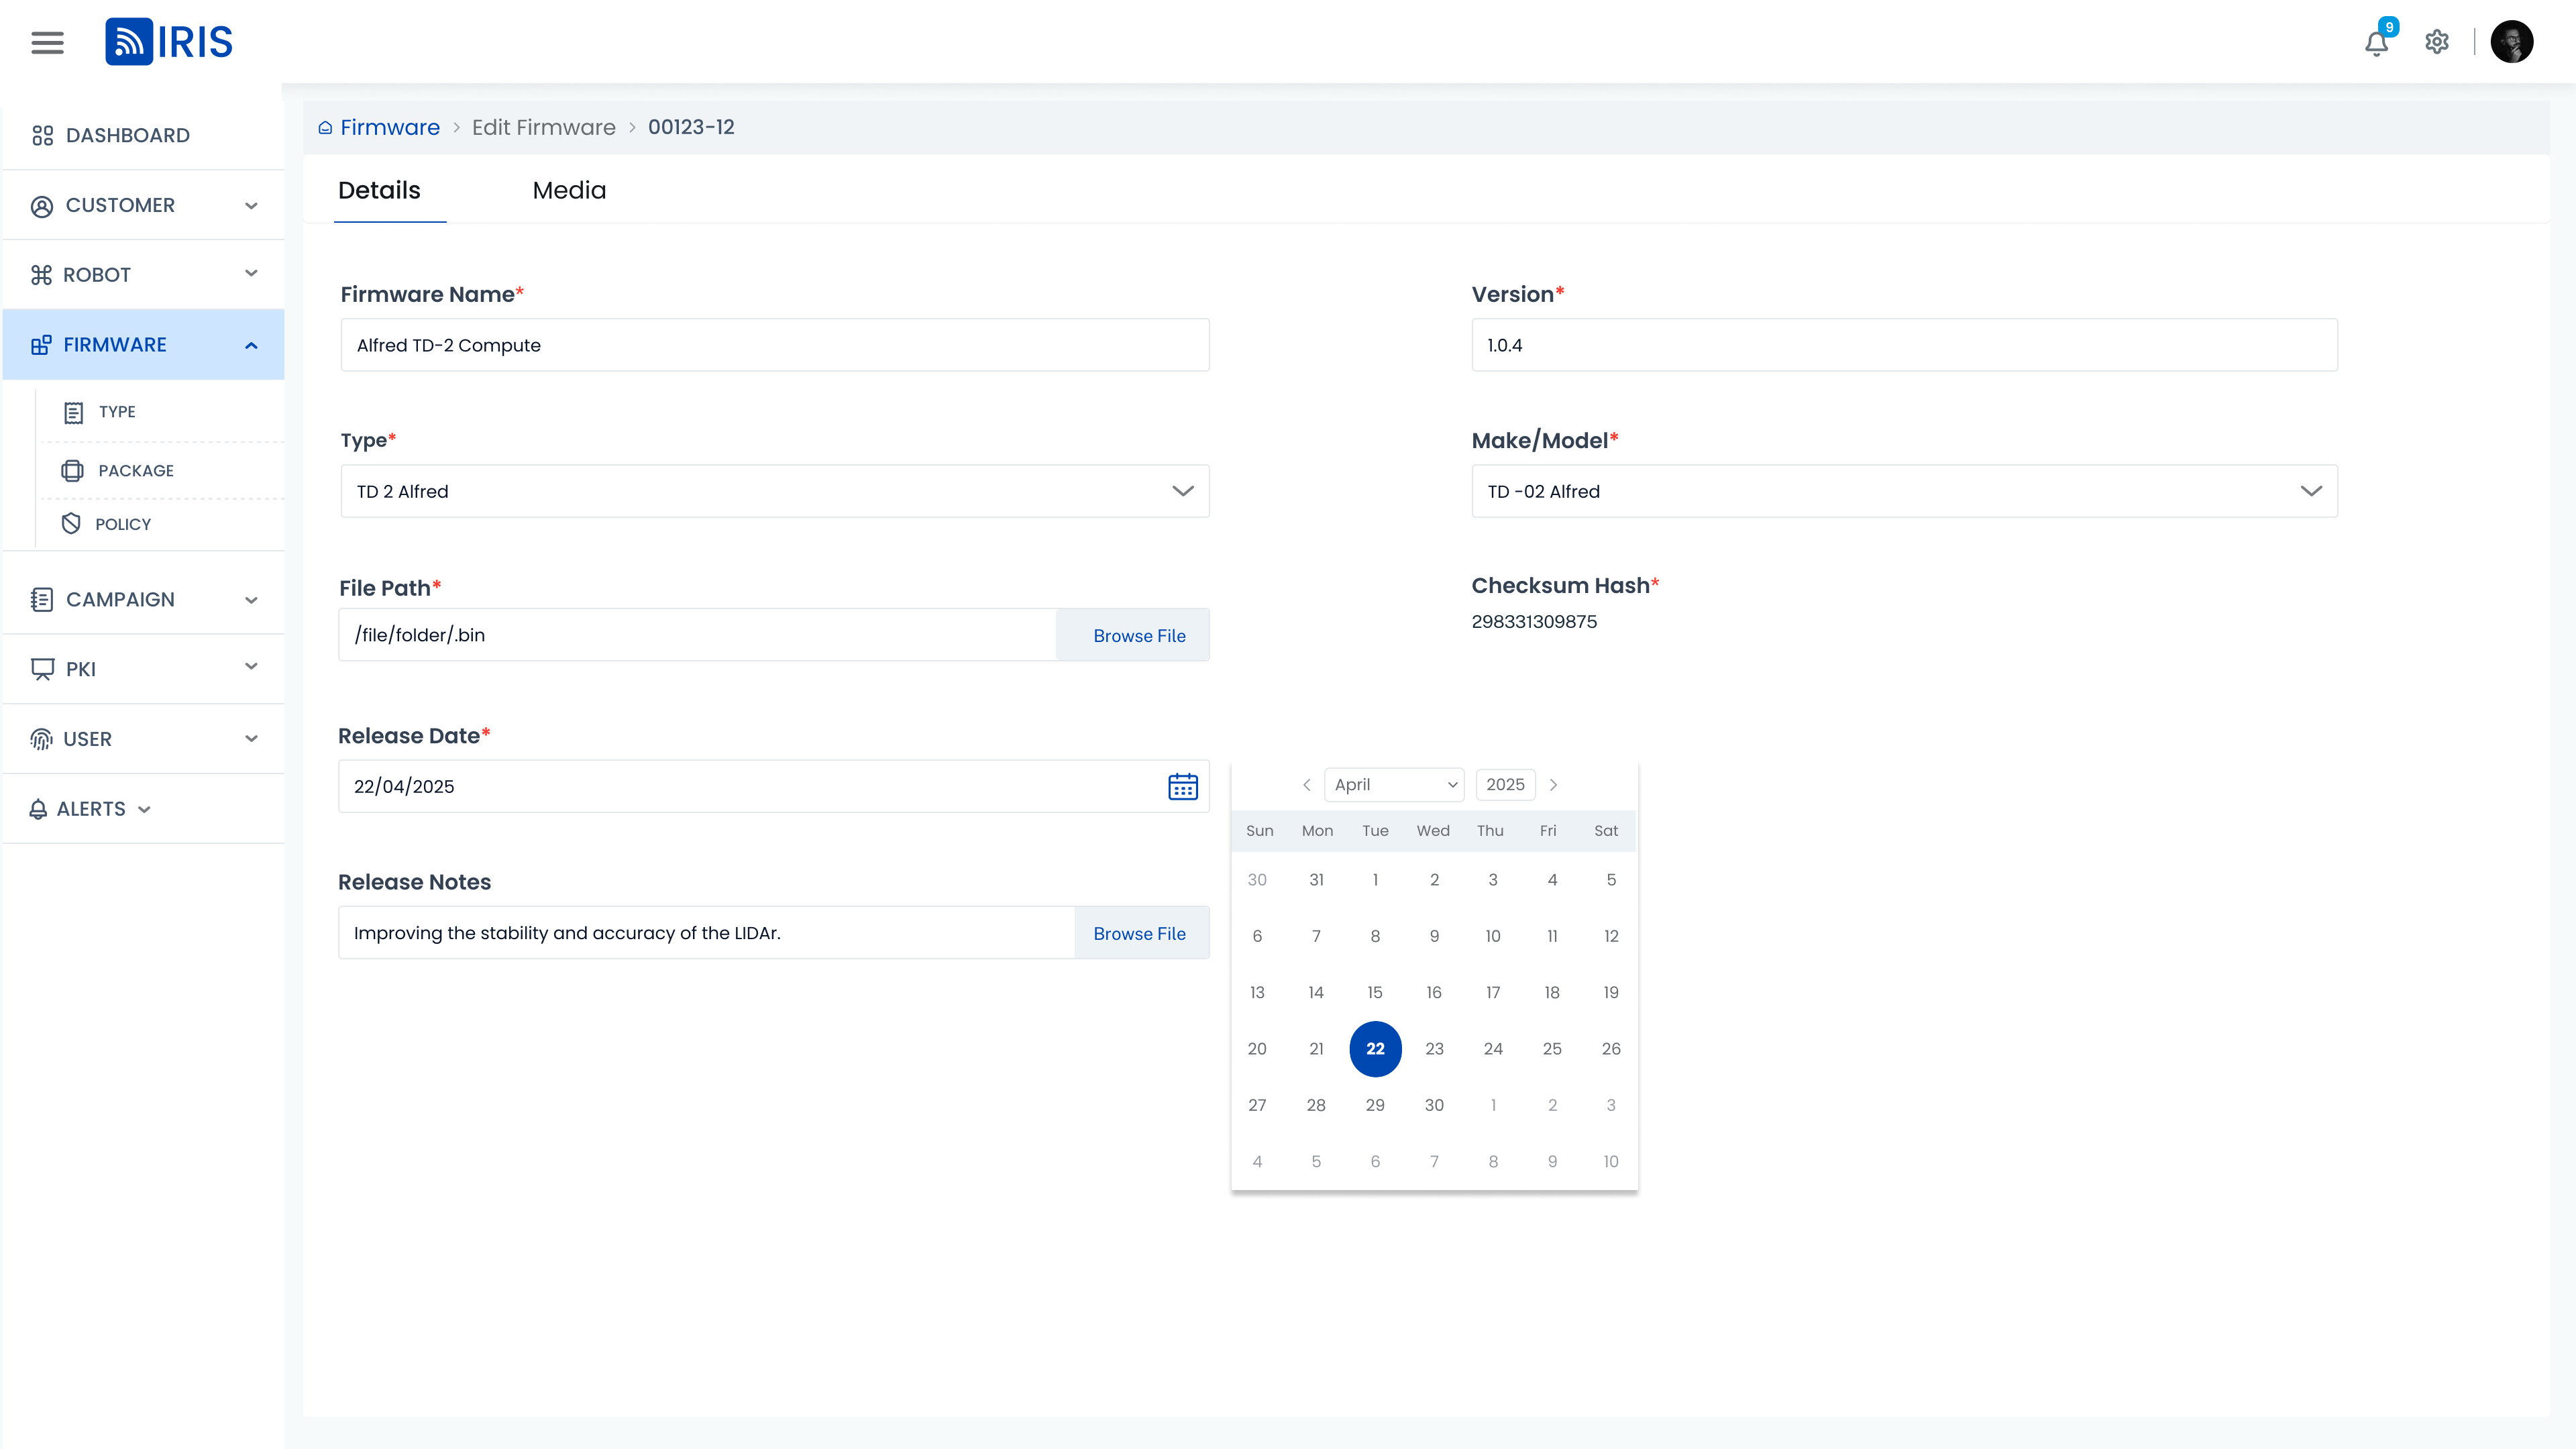 IRIS
9
DASHBOARD
CUSTOMER
ROBOT
FIRMWARE
TYPE
PACKAGE
POLICY
CAMPAIGN
PKI
USER
ALERTS
Firmware > Edit Firmware > 00123-12
Details Media
Firmware Name*
Alfred TD-2 Compute
Version*
1.0.4
Type*
TD 2 Alfred
Make/Model*
TD -02 Alfred
File Path*
/file/folder/.bin
Browse File
Checksum Hash*
298331309875
Release Date*
22/04/2025
Release Notes
Improving the stability and accuracy of the LIDAr.
Browse File
April 2025
Sun Mon Tue Wed Thu Fri Sat
30 31 1 2 3 4 5
6 7 8 9 10 11 12
13 14 15 16 17 18 19
20 21 22 23 24 25 26
27 28 29 30 1 2 3
4 5 6 7 8 9 10